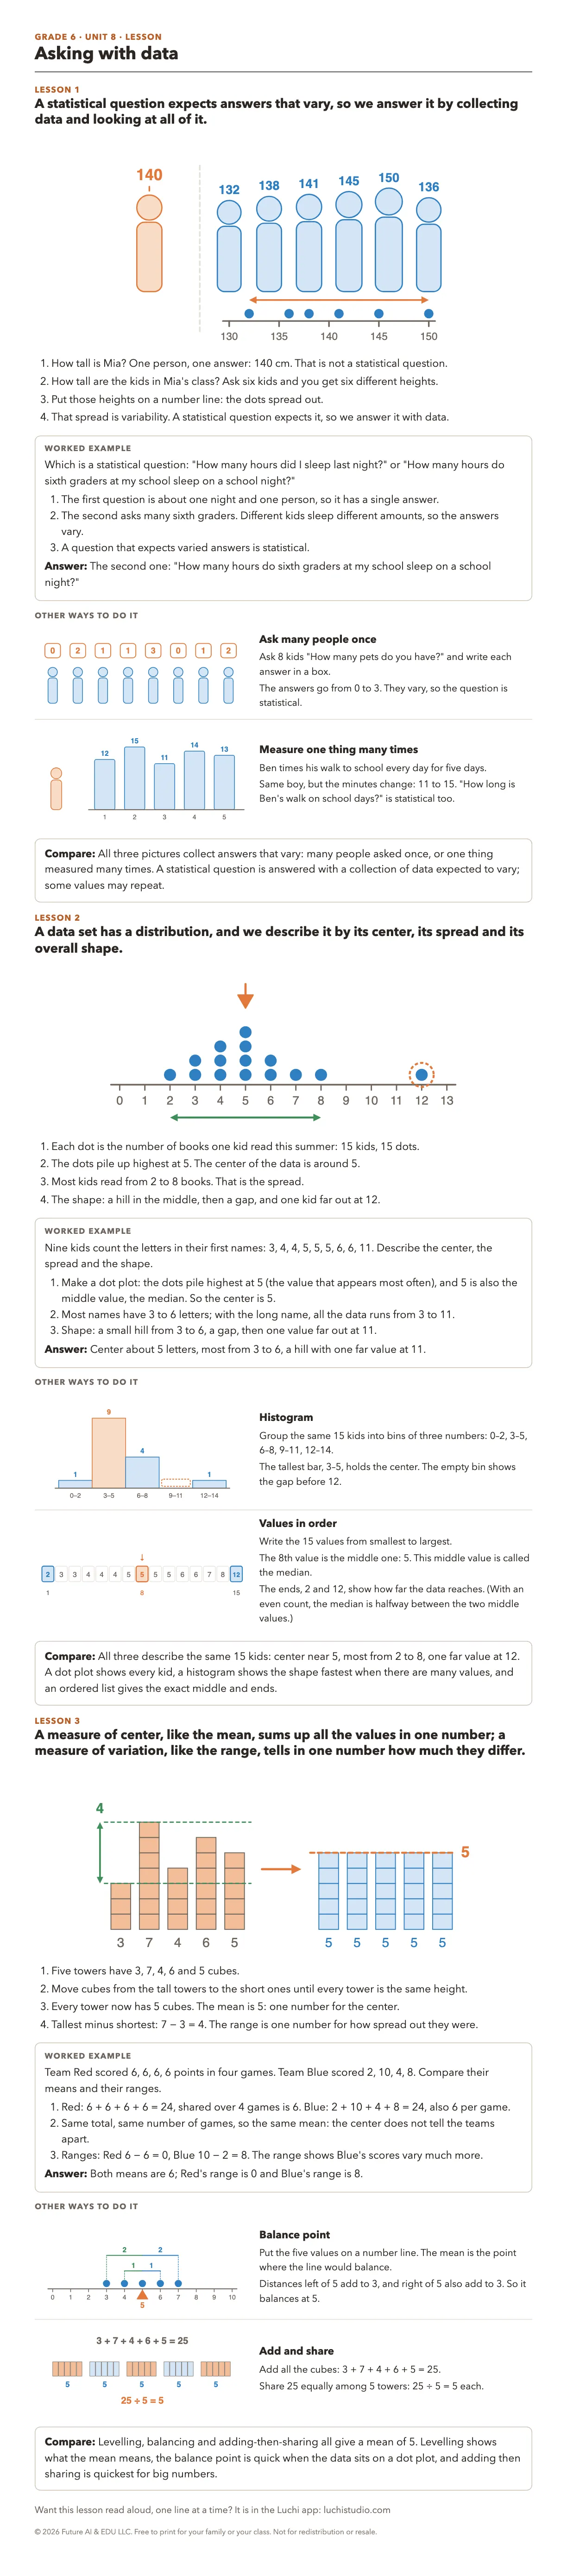 GRADE 6 · UNIT 8 · LESSON
Asking with data
LESSON 1
A statistical question expects answers that vary, so we answer it by collecting
data and looking at all of it.
140
132 138 141 145 150 136
130 135 140 145 150
1. How tall is Mia? One person, one answer: 140 cm. That is not a statistical question.
2. How tall are the kids in Mia's class? Ask six kids and you get six different heights.
3. Put those heights on a number line: the dots spread out.
4. That spread is variability. A statistical question expects it, so we answer it with data.
WORKED EXAMPLE
Which is a statistical question: "How many hours did I sleep last night?" or "How many hours do
sixth graders at my school sleep on a school night?"
1. The first question is about one night and one person, so it has a single answer.
2. The second asks many sixth graders. Different kids sleep different amounts, so the answers
vary.
3. A question that expects varied answers is statistical.
Answer: The second one: "How many hours do sixth graders at my school sleep on a school
night?"
OTHER WAYS TO DO IT
0 2 1 1 3 0 1 2
Ask many people once
Ask 8 kids "How many pets do you have?" and write each
answer in a box.
The answers go from 0 to 3. They vary, so the question is
statistical.
12 15 11 14 13
1 2 3 4 5
Measure one thing many times
Ben times his walk to school every day for five days.
Same boy, but the minutes change: 11 to 15. "How long is
Ben's walk on school days?" is statistical too.
Compare: All three pictures collect answers that vary: many people asked once, or one thing
measured many times. A statistical question is answered with a collection of data expected to vary;
some values may repeat.
LESSON 2
A data set has a distribution, and we describe it by its center, its spread and its
overall shape.
0 1 2 3 4 5 6 7 8 9 10 11 12 13
1. Each dot is the number of books one kid read this summer: 15 kids, 15 dots.
2. The dots pile up highest at 5. The center of the data is around 5.
3. Most kids read from 2 to 8 books. That is the spread.
4. The shape: a hill in the middle, then a gap, and one kid far out at 12.
WORKED EXAMPLE
Nine kids count the letters in their first names: 3, 4, 4, 5, 5, 5, 6, 6, 11. Describe the center, the
spread and the shape.
1. Make a dot plot: the dots pile highest at 5 (the value that appears most often), and 5 is also the
middle value, the median. So the center is 5.
2. Most names have 3 to 6 letters; with the long name, all the data runs from 3 to 11.
3. Shape: a small hill from 3 to 6, a gap, then one value far out at 11.
Answer: Center about 5 letters, most from 3 to 6, a hill with one far value at 11.
OTHER WAYS TO DO IT
1 9 4 1
0–2 3–5 6–8 9–11 12–14
Histogram
Group the same 15 kids into bins of three numbers: 0–2, 3–5,
6–8, 9–11, 12–14.
The tallest bar, 3–5, holds the center. The empty bin shows
the gap before 12.
2 3 3 4 4 4 5 5 5 5 6 6 7 8 12
1 8 15
Values in order
Write the 15 values from smallest to largest.
The 8th value is the middle one: 5. This middle value is called
the median.
The ends, 2 and 12, show how far the data reaches. (With an
even count, the median is halfway between the two middle
values.)
Compare: All three describe the same 15 kids: center near 5, most from 2 to 8, one far value at 12.
A dot plot shows every kid, a histogram shows the shape fastest when there are many values, and
an ordered list gives the exact middle and ends.
LESSON 3
A measure of center, like the mean, sums up all the values in one number; a
measure of variation, like the range, tells in one number how much they differ.
4
5
3 7 4 6 5
5 5 5 5 5
1. Five towers have 3, 7, 4, 6 and 5 cubes.
2. Move cubes from the tall towers to the short ones until every tower is the same height.
3. Every tower now has 5 cubes. The mean is 5: one number for the center.
4. Tallest minus shortest: 7 − 3 = 4. The range is one number for how spread out they were.
WORKED EXAMPLE
Team Red scored 6, 6, 6, 6 points in four games. Team Blue scored 2, 10, 4, 8. Compare their
means and their ranges.
1. Red: 6 + 6 + 6 + 6 = 24, shared over 4 games is 6. Blue: 2 + 10 + 4 + 8 = 24, also 6 per game.
2. Same total, same number of games, so the same mean: the center does not tell the teams
apart.
3. Ranges: Red 6 − 6 = 0, Blue 10 − 2 = 8. The range shows Blue's scores vary much more.
Answer: Both means are 6; Red's range is 0 and Blue's range is 8.
OTHER WAYS TO DO IT
2 2
1 1
0 1 2 3 4 5 6 7 8 9 10
5
Balance point
Put the five values on a number line. The mean is the point
where the line would balance.
Distances left of 5 add to 3, and right of 5 also add to 3. So it
balances at 5.
3 + 7 + 4 + 6 + 5 = 25
5 5 5 5 5
25 ÷ 5 = 5
Add and share
Add all the cubes: 3 + 7 + 4 + 6 + 5 = 25.
Share 25 equally among 5 towers: 25 ÷ 5 = 5 each.
Compare: Levelling, balancing and adding-then-sharing all give a mean of 5. Levelling shows
what the mean means, the balance point is quick when the data sits on a dot plot, and adding then
sharing is quickest for big numbers.
Want this lesson read aloud, one line at a time? It is in the Luchi app: luchistudio.com
© 2026 Future AI & EDU LLC. Free to print for your family or your class. Not for redistribution or resale.